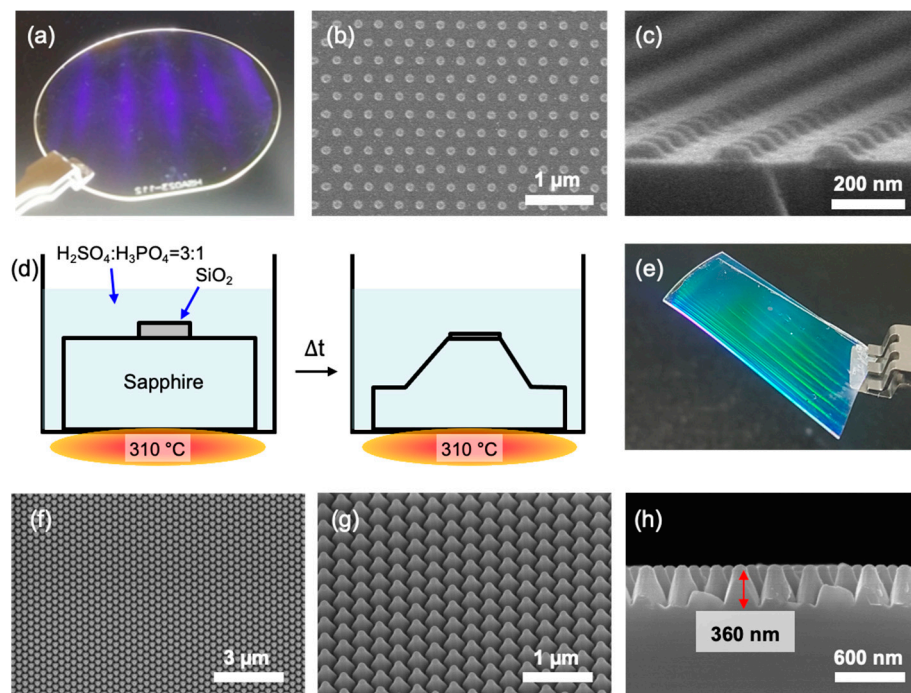 (a)
(b)
1 µm
(c)
200 nm
(d)
H₂SO₄:H₃PO₄=3:1
SiO₂
Sapphire
310 °C
Δt
310 °C
(e)
(f)
3 µm
(g)
1 µm
(h)
360 nm
600 nm